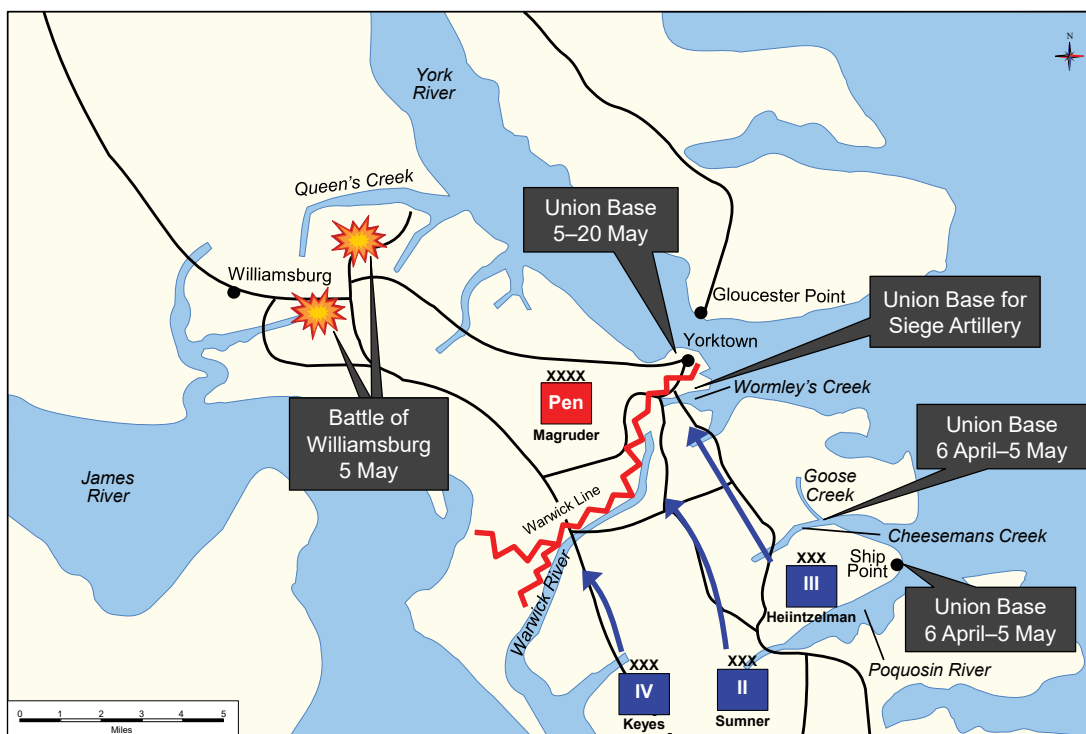 N
York
River
Queen's Creek
Union Base
5–20 May
Williamsburg
Gloucester Point
Union Base for
Siege Artillery
Yorktown
XXXX
Pen
Magruder
Wormley's Creek
Battle of
Williamsburg
5 May
Union Base
6 April–5 May
James
River
Goose
Creek
Warwick Line
Cheesemans Creek
Ship
Point
XXX
III
Heiintzelman
Union Base
6 April–5 May
Warwick River
Poquosin River
XXX
IV
Keyes
XXX
II
Sumner
0 1 2 3 4 5
Miles